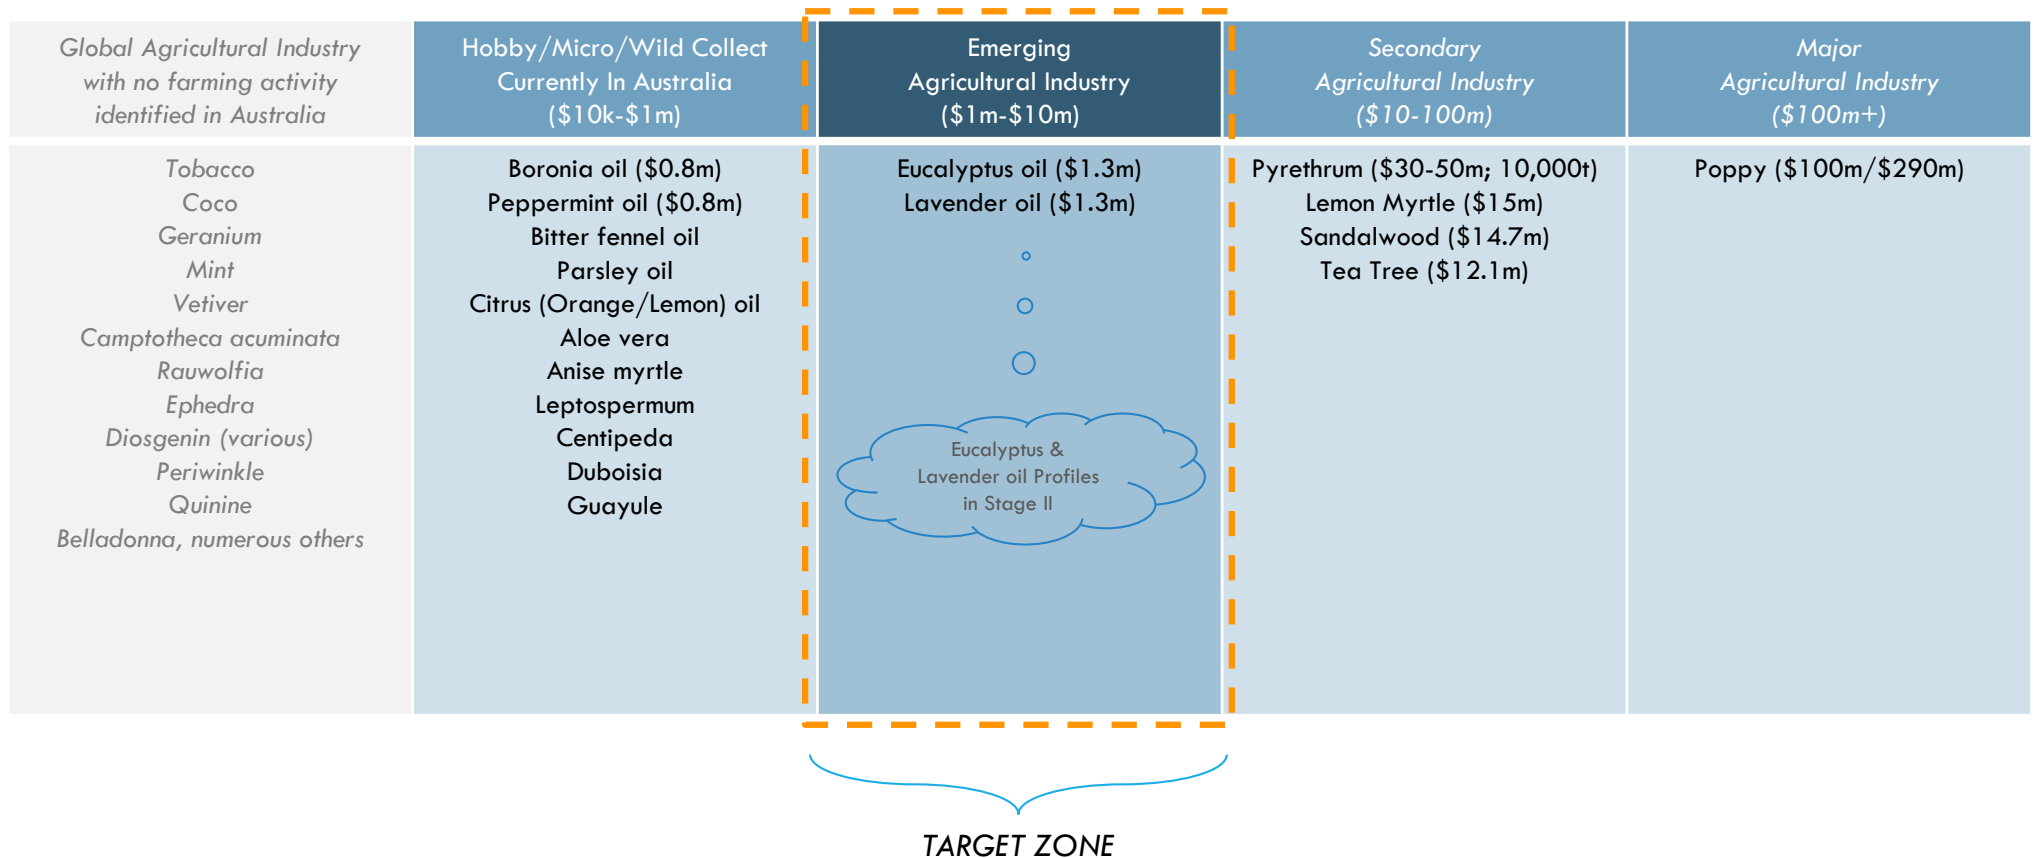 Global Agricultural Industry
with no farming activity
identified in Australia
Hobby/Micro/Wild Collect
Currently In Australia
($10k-$1m)
Emerging
Agricultural Industry
($1m-$10m)
Secondary
Agricultural Industry
($10-100m)
Major
Agricultural Industry
($100m+)
Tobacco
Coco
Geranium
Mint
Vetiver
Camptotheca acuminata
Rauwolfia
Ephedra
Diosgenin (various)
Periwinkle
Quinine
Belladonna, numerous others
Boronia oil ($0.8m)
Peppermint oil ($0.8m)
Bitter fennel oil
Parsley oil
Citrus (Orange/Lemon) oil
Aloe vera
Anise myrtle
Leptospermum
Centipeda
Duboisia
Guayule
Eucalyptus oil ($1.3m)
Lavender oil ($1.3m)
Eucalyptus &
Lavender oil Profiles
in Stage II
Pyrethrum ($30-50m; 10,000t)
Lemon Myrtle ($15m)
Sandalwood ($14.7m)
Tea Tree ($12.1m)
Poppy ($100m/$290m)
TARGET ZONE